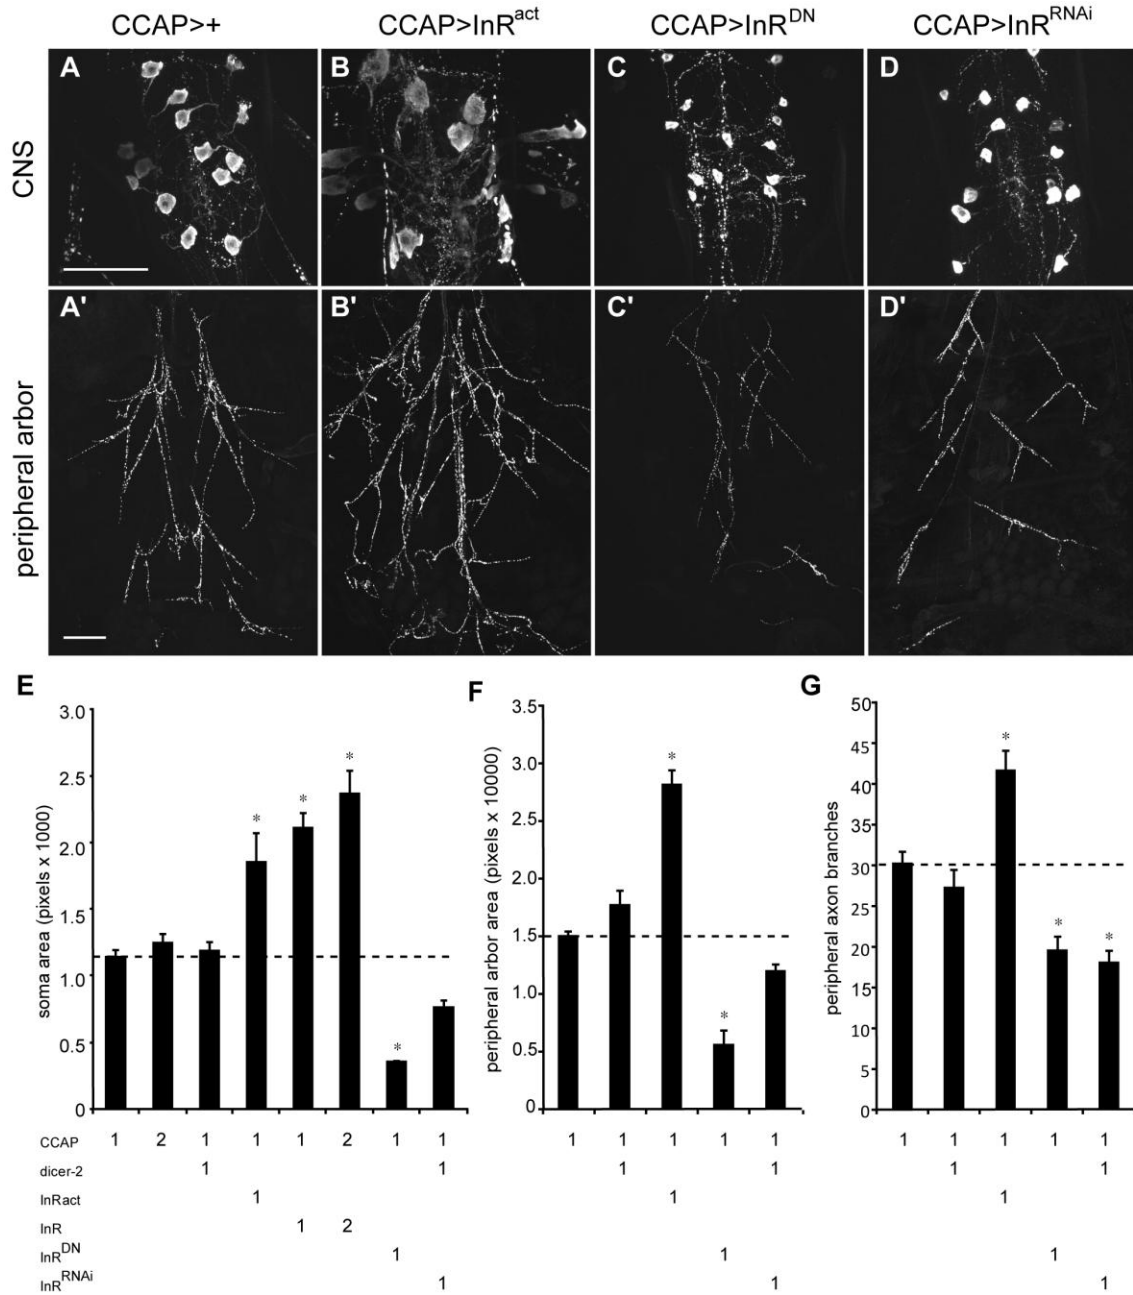 CCAP>+ CCAP>InR^act CCAP>InR^DN CCAP>InR^RNAi
CNS
A B C D
peripheral arbor
A' B' C' D'
E
soma area (pixels x 1000)
3.0
2.5
2.0
1.5
1.0
0.5
0
* * * *
F
peripheral arbor area (pixels x 10000)
3.5
3.0
2.5
2.0
1.5
1.0
0.5
0
* *
G
peripheral axon branches
50
45
40
35
30
25
20
15
10
5
0
* * *
CCAP 1 2 1 1 1 2 1 1 1 1 1 1 1 1 1 1 1 1
dicer-2 1 1 1 1 1 1
InRact 1 1 1
InR 1 2
InR^DN 1 1 1
InR^RNAi 1 1 1